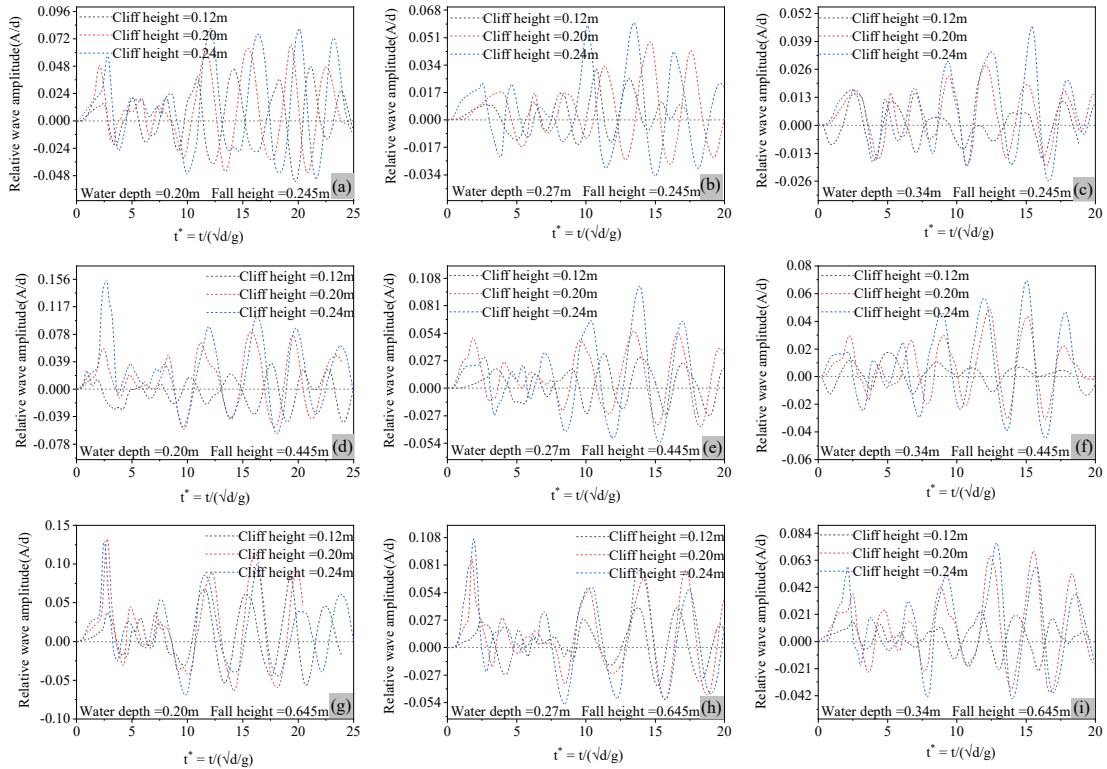 Relative wave amplitude(A/d)
0.096
0.072
0.048
0.024
0.000
-0.024
-0.048
Cliff height =0.12m
Cliff height =0.20m
Cliff height =0.24m
Water depth =0.20m Fall height =0.245m
(a)
0 5 10 15 20 25
t* = t/(√d/g)
Relative wave amplitude(A/d)
0.068
0.051
0.034
0.017
0.000
-0.017
-0.034
Cliff height =0.12m
Cliff height =0.20m
Cliff height =0.24m
Water depth =0.27m Fall height =0.245m
(b)
0 5 10 15 20
t* = t/(√d/g)
Relative wave amplitude(A/d)
0.052
0.039
0.026
0.013
0.000
-0.013
-0.026
Cliff height =0.12m
Cliff height =0.20m
Cliff height =0.24m
Water depth =0.34m Fall height =0.245m
(c)
0 5 10 15 20
t* = t/(√d/g)
Relative wave amplitude(A/d)
0.156
0.117
0.078
0.039
0.000
-0.039
-0.078
Cliff height =0.12m
Cliff height =0.20m
Cliff height =0.24m
Water depth =0.20m Fall height =0.445m
(d)
0 5 10 15 20 25
t* = t/(√d/g)
Relative wave amplitude(A/d)
0.108
0.081
0.054
0.027
0.000
-0.027
-0.054
Cliff height =0.12m
Cliff height =0.20m
Cliff height =0.24m
Water depth =0.27m Fall height =0.445m
(e)
0 5 10 15 20
t* = t/(√d/g)
Relative wave amplitude(A/d)
0.08
0.06
0.04
0.02
0.00
-0.02
-0.04
-0.06
Cliff height =0.12m
Cliff height =0.20m
Cliff height =0.24m
Water depth =0.34m Fall height =0.445m
(f)
0 5 10 15 20
t* = t/(√d/g)
Relative wave amplitude(A/d)
0.15
0.10
0.05
0.00
-0.05
-0.10
Cliff height =0.12m
Cliff height =0.20m
Cliff height =0.24m
Water depth =0.20m Fall height =0.645m
(g)
0 5 10 15 20 25
t* = t/(√d/g)
Relative wave amplitude(A/d)
0.108
0.081
0.054
0.027
0.000
-0.027
-0.054
Cliff height =0.12m
Cliff height =0.20m
Cliff height =0.24m
Water depth =0.27m Fall height =0.645m
(h)
0 5 10 15 20
t* = t/(√d/g)
Relative wave amplitude(A/d)
0.084
0.063
0.042
0.021
0.000
-0.021
-0.042
Cliff height =0.12m
Cliff height =0.20m
Cliff height =0.24m
Water depth =0.34m Fall height =0.645m
(i)
0 5 10 15 20
t* = t/(√d/g)